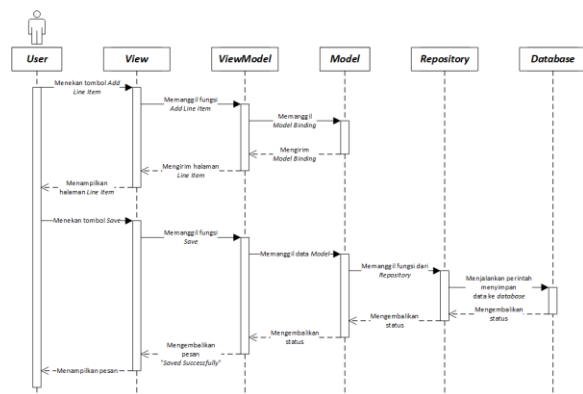 User
View
ViewModel
Model
Repository
Database
Menekan tombol Add
Line Item
Memanggil fungsi
Add Line Item
Memanggil
Model Binding
Mengirim
Model Binding
Mengirim halaman
Line Item
Menampilkan
halaman Line Item
Menekan tombol Save
Memanggil fungsi
Save
Memanggil data Model
Memanggil fungsi dari
Repository
Menjalankan perintah
menyimpan
data ke database
Mengembalikan
status
Mengembalikan
status
Mengembalikan
status
Mengembalikan
pesan
"Saved Successfully"
Menampilkan pesan